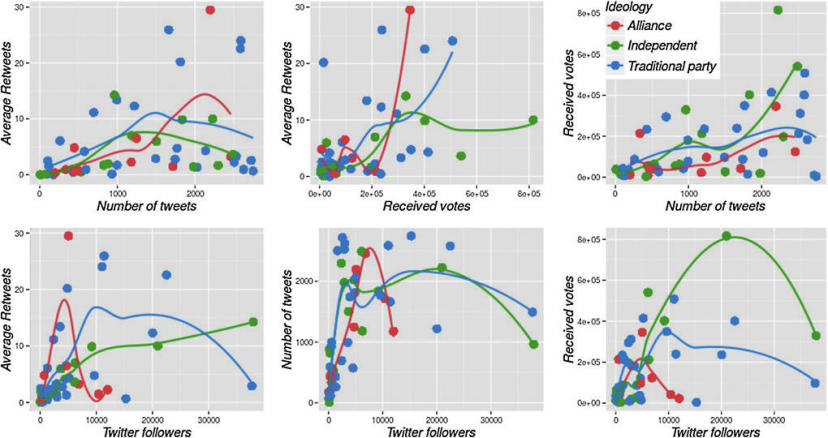 30
20
10
0
Average Retweets
0
1000
2000
Number of tweets
30
20
10
0
Average Retweets
0e+00
2e+05
4e+05
6e+05
8e+05
Received votes
Ideology
Alliance
Independent
Traditional party
8e+05
6e+05
4e+05
2e+05
0e+00
Received votes
0
1000
2000
Number of tweets
30
20
10
0
Average Retweets
0
10000
20000
30000
Twitter followers
2000
1000
0
Number of tweets
0
10000
20000
30000
Twitter followers
8e+05
6e+05
4e+05
2e+05
0e+00
Received votes
0
10000
20000
30000
Twitter followers